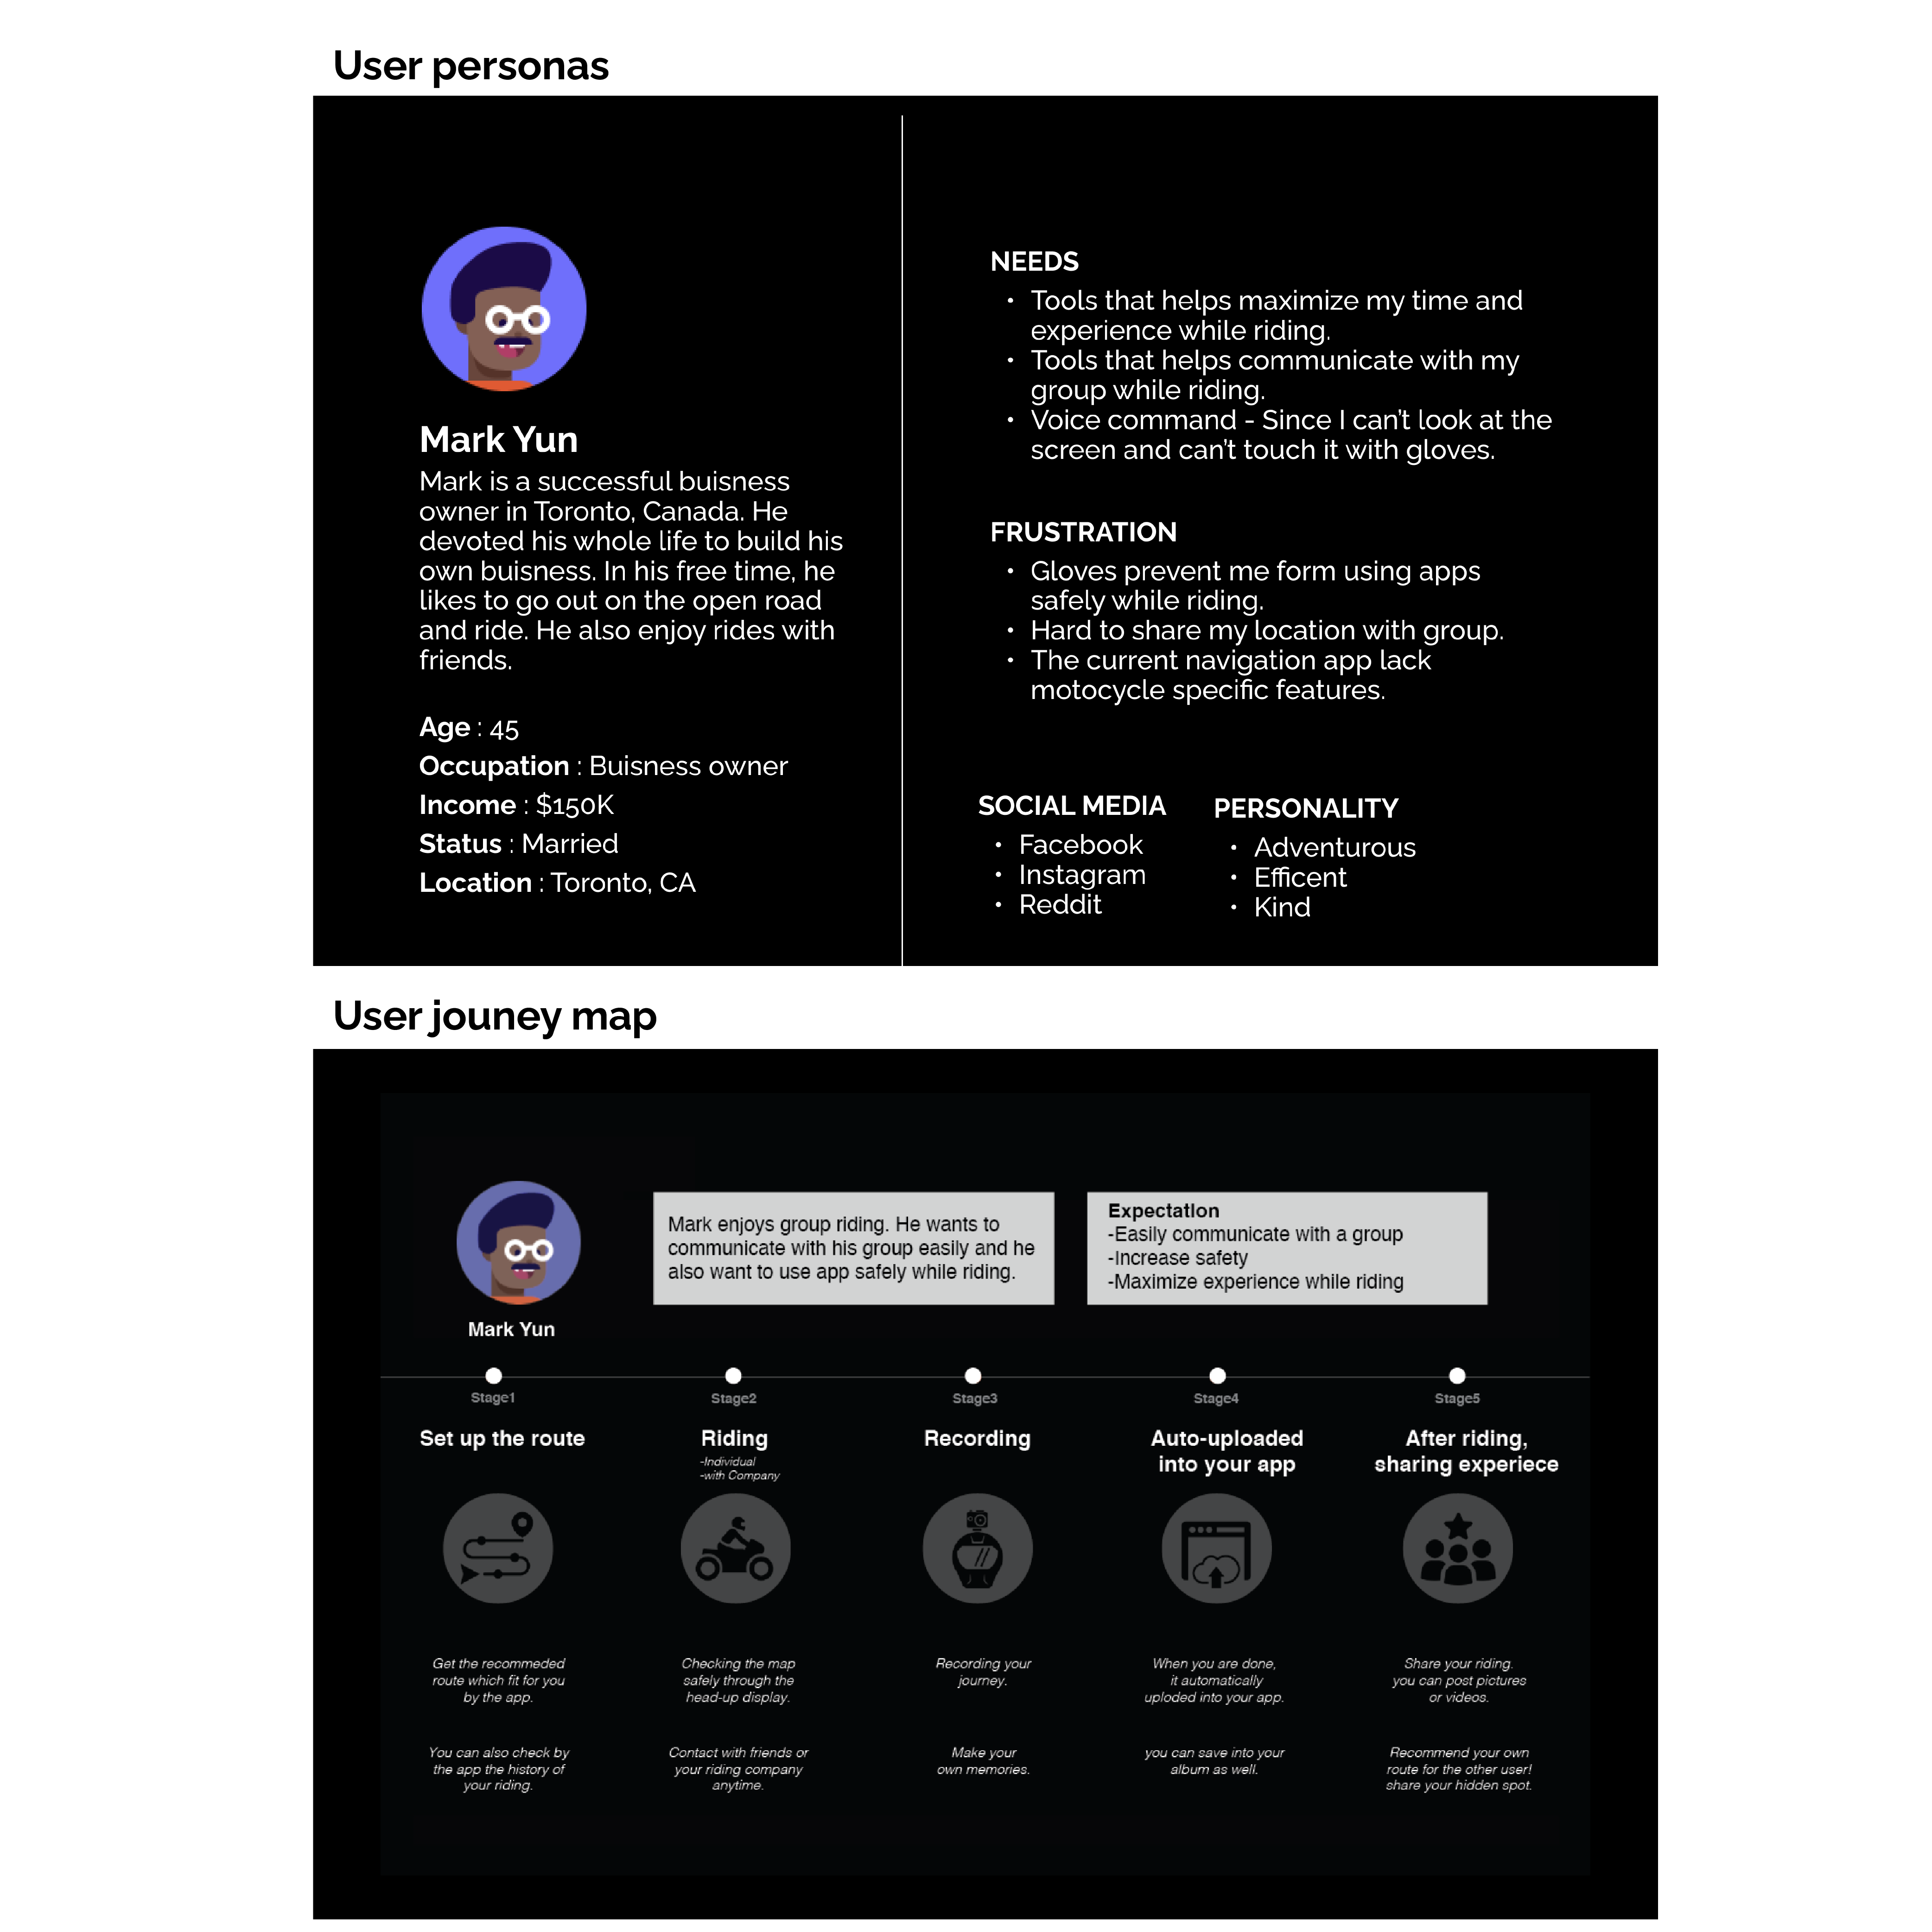 User personas
Mark Yun
Mark is a successful buisness
owner in Toronto, Canada. He
devoted his whole life to build his
own buisness. In his free time, he
likes to go out on the open road
and ride. He also enjoy rides with
friends.
Age : 45
Occupation : Buisness owner
Income : $150K
Status : Married
Location : Toronto, CA
NEEDS
• Tools that helps maximize my time and
experience while riding.
• Tools that helps communicate with my
group while riding.
• Voice command - Since I can't look at the
screen and can't touch it with gloves.
FRUSTRATION
• Gloves prevent me form using apps
safely while riding.
• Hard to share my location with group.
• The current navigation app lack
motocycle specific features.
SOCIAL MEDIA
• Facebook
• Instagram
• Reddit
PERSONALITY
• Adventurous
• Efficent
• Kind
User jouney map
Mark Yun
Mark enjoys group riding. He wants to
communicate with his group easily and he
also want to use app safely while riding.
Expectation
-Easily communicate with a group
-Increase safety
-Maximize experience while riding
Stage1
Set up the route
Get the recommeded
route which fit for you
by the app.
You can also check by
the app the history of
your riding.
Stage2
Riding
-Individual
-with Company
Checking the map
safely through the
head-up display.
Contact with friends or
your riding company
anytime.
Stage3
Recording
Recording your
journey.
Make your
own memories.
Stage4
Auto-uploaded
into your app
When you are done,
it automatically
uploded into your app.
you can save into your
album as well.
Stage5
After riding,
sharing experiece
Share your riding.
you can post pictures
or videos.
Recommend your own
route for the other user!
share your hidden spot.